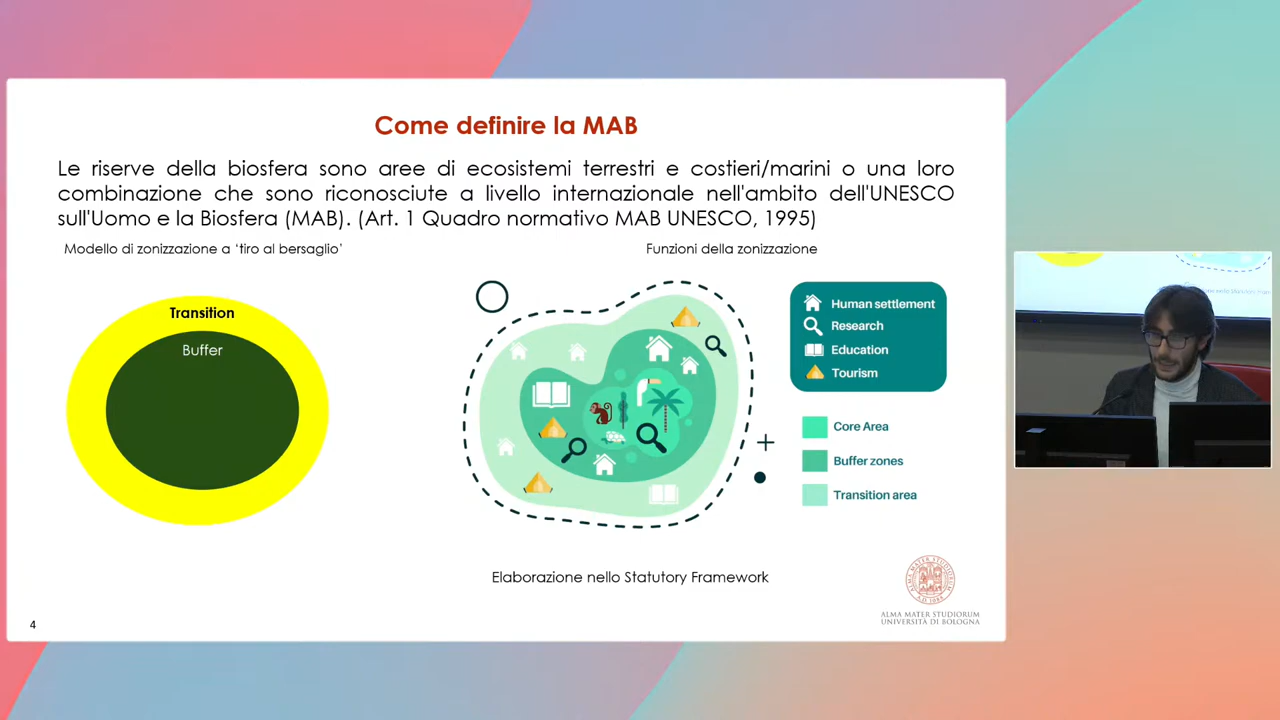 Come definire la MAB
Le riserve della biosfera sono aree di ecosistemi terrestri e costieri/marini o una loro
combinazione che sono riconosciute a livello internazionale nell'ambito dell'UNESCO
sull'Uomo e la Biosfera (MAB). (Art. 1 Quadro normativo MAB UNESCO, 1995)
Modello di zonizzazione a 'tiro al bersaglio'
Funzioni della zonizzazione
Transition
Buffer
Human settlement
Research
Education
Tourism
Core Area
Buffer zones
Transition area
Elaborazione nello Statutory Framework
ALMA MATER STUDIORUM
UNIVERSITÀ DI BOLOGNA
4